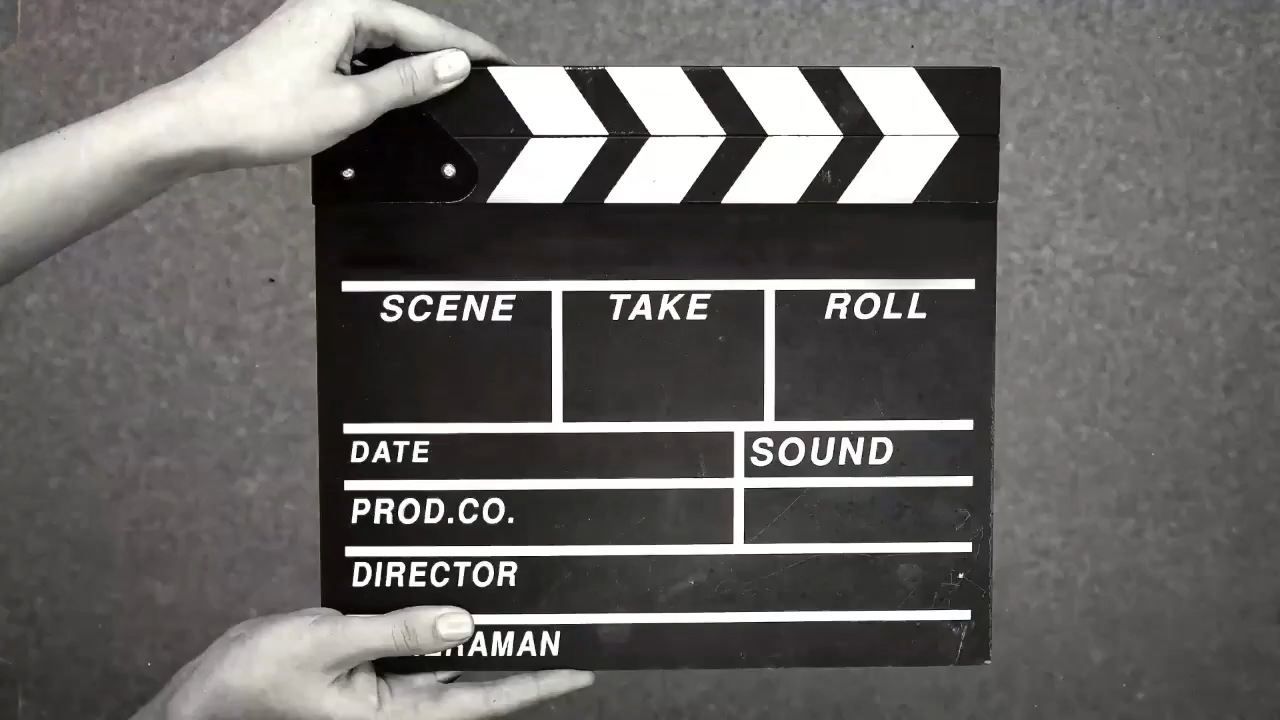 SCENE TAKE ROLL
DATE SOUND
PROD.CO.
DIRECTOR